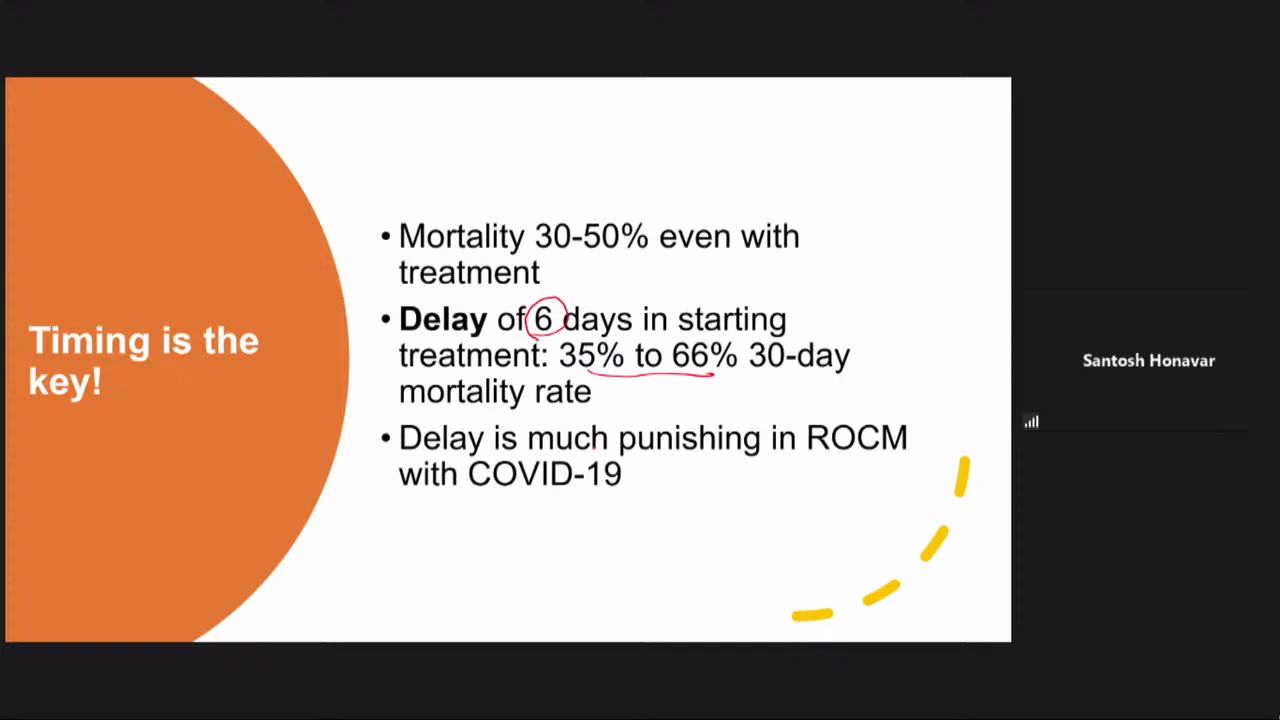 Timing is the
key!
• Mortality 30-50% even with
treatment
• Delay of 6 days in starting
treatment: 35% to 66% 30-day
mortality rate
• Delay is much punishing in ROCM
with COVID-19
Santosh Honavar